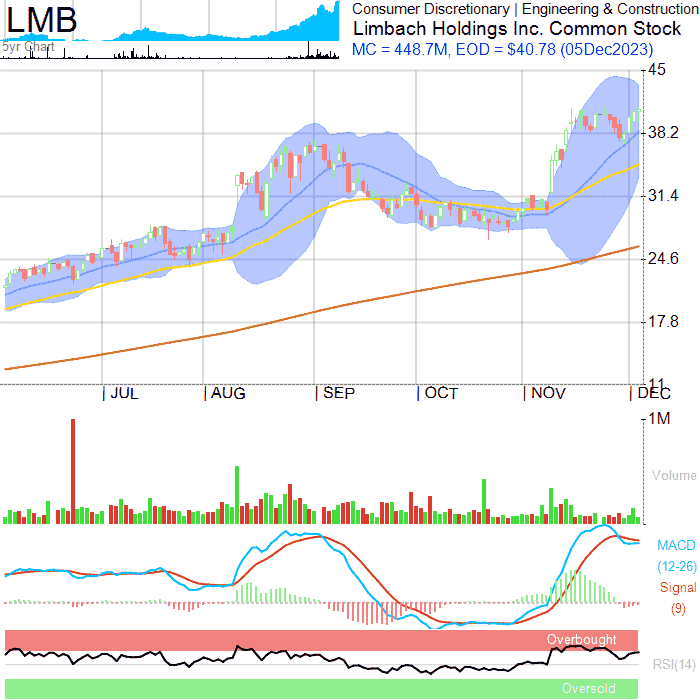 LMB
5yr Chart
Consumer Discretionary | Engineering & Construction
Limbach Holdings Inc. Common Stock
MC = 448.7M, EOD = $40.78 (05Dec2023)
45
38.2
31.4
24.6
17.8
11
JUL
AUG
SEP
OCT
NOV
DEC
1M
Volume
MACD
(12-26)
Signal
(9)
Overbought
RSI(14)
Oversold